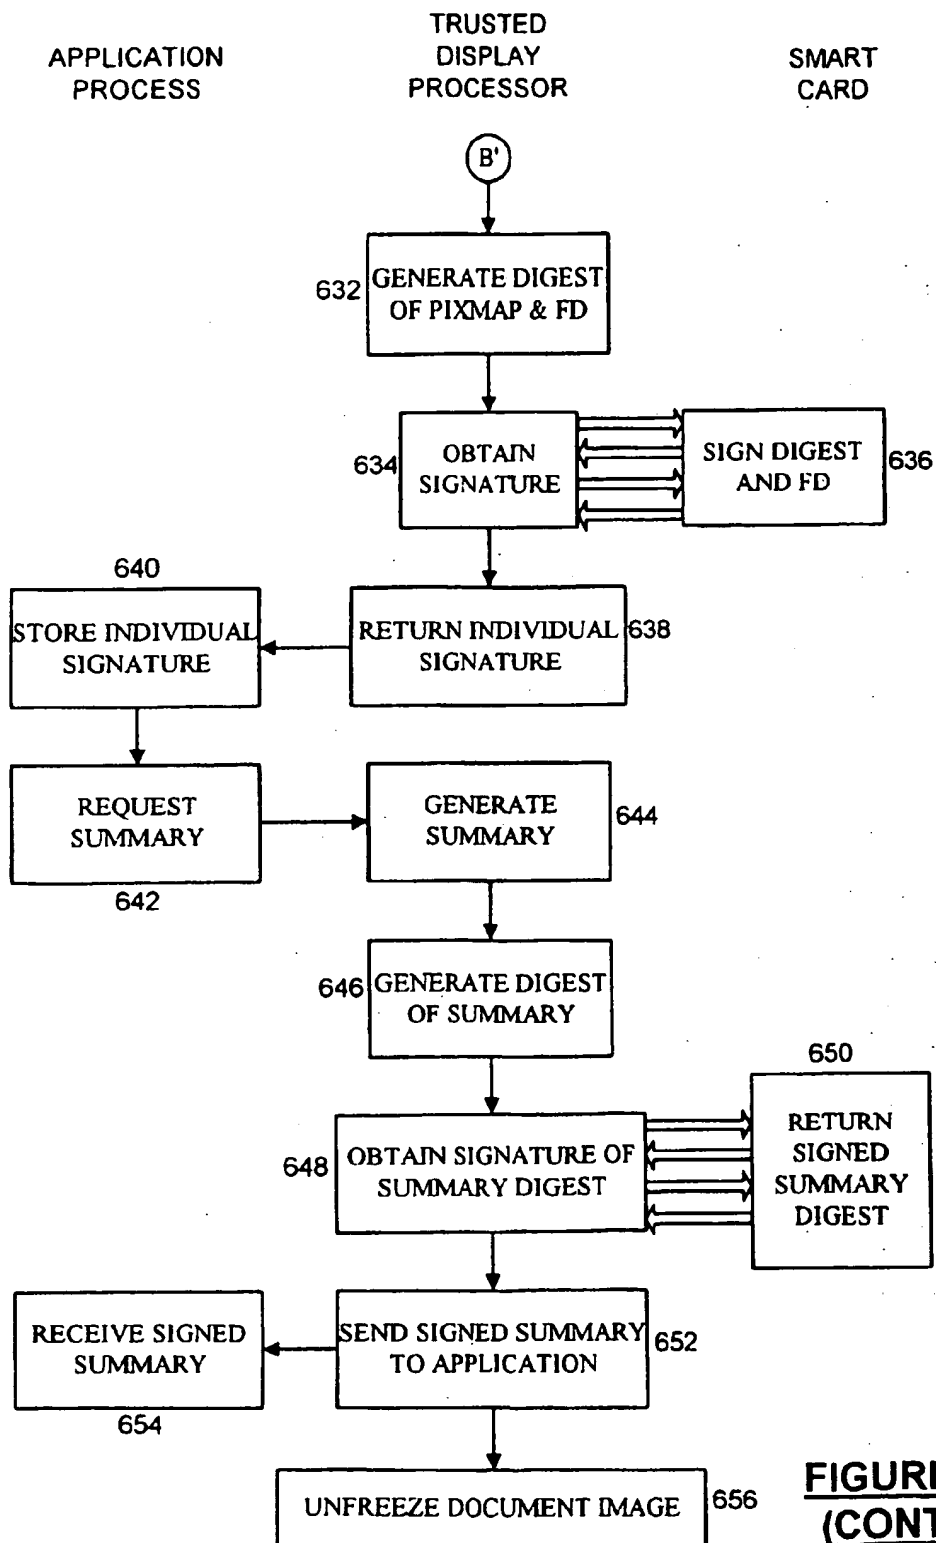 APPLICATION
PROCESS
TRUSTED
DISPLAY
PROCESSOR
SMART
CARD
B'
632
GENERATE DIGEST
OF PIXMAP & FD
634
OBTAIN
SIGNATURE
SIGN DIGEST
AND FD
636
640
STORE INDIVIDUAL
SIGNATURE
RETURN INDIVIDUAL
SIGNATURE
638
REQUEST
SUMMARY
642
GENERATE
SUMMARY
644
646
GENERATE DIGEST
OF SUMMARY
648
OBTAIN SIGNATURE OF
SUMMARY DIGEST
650
RETURN
SIGNED
SUMMARY
DIGEST
RECEIVE SIGNED
SUMMARY
654
SEND SIGNED SUMMARY
TO APPLICATION
652
UNFREEZE DOCUMENT IMAGE
656